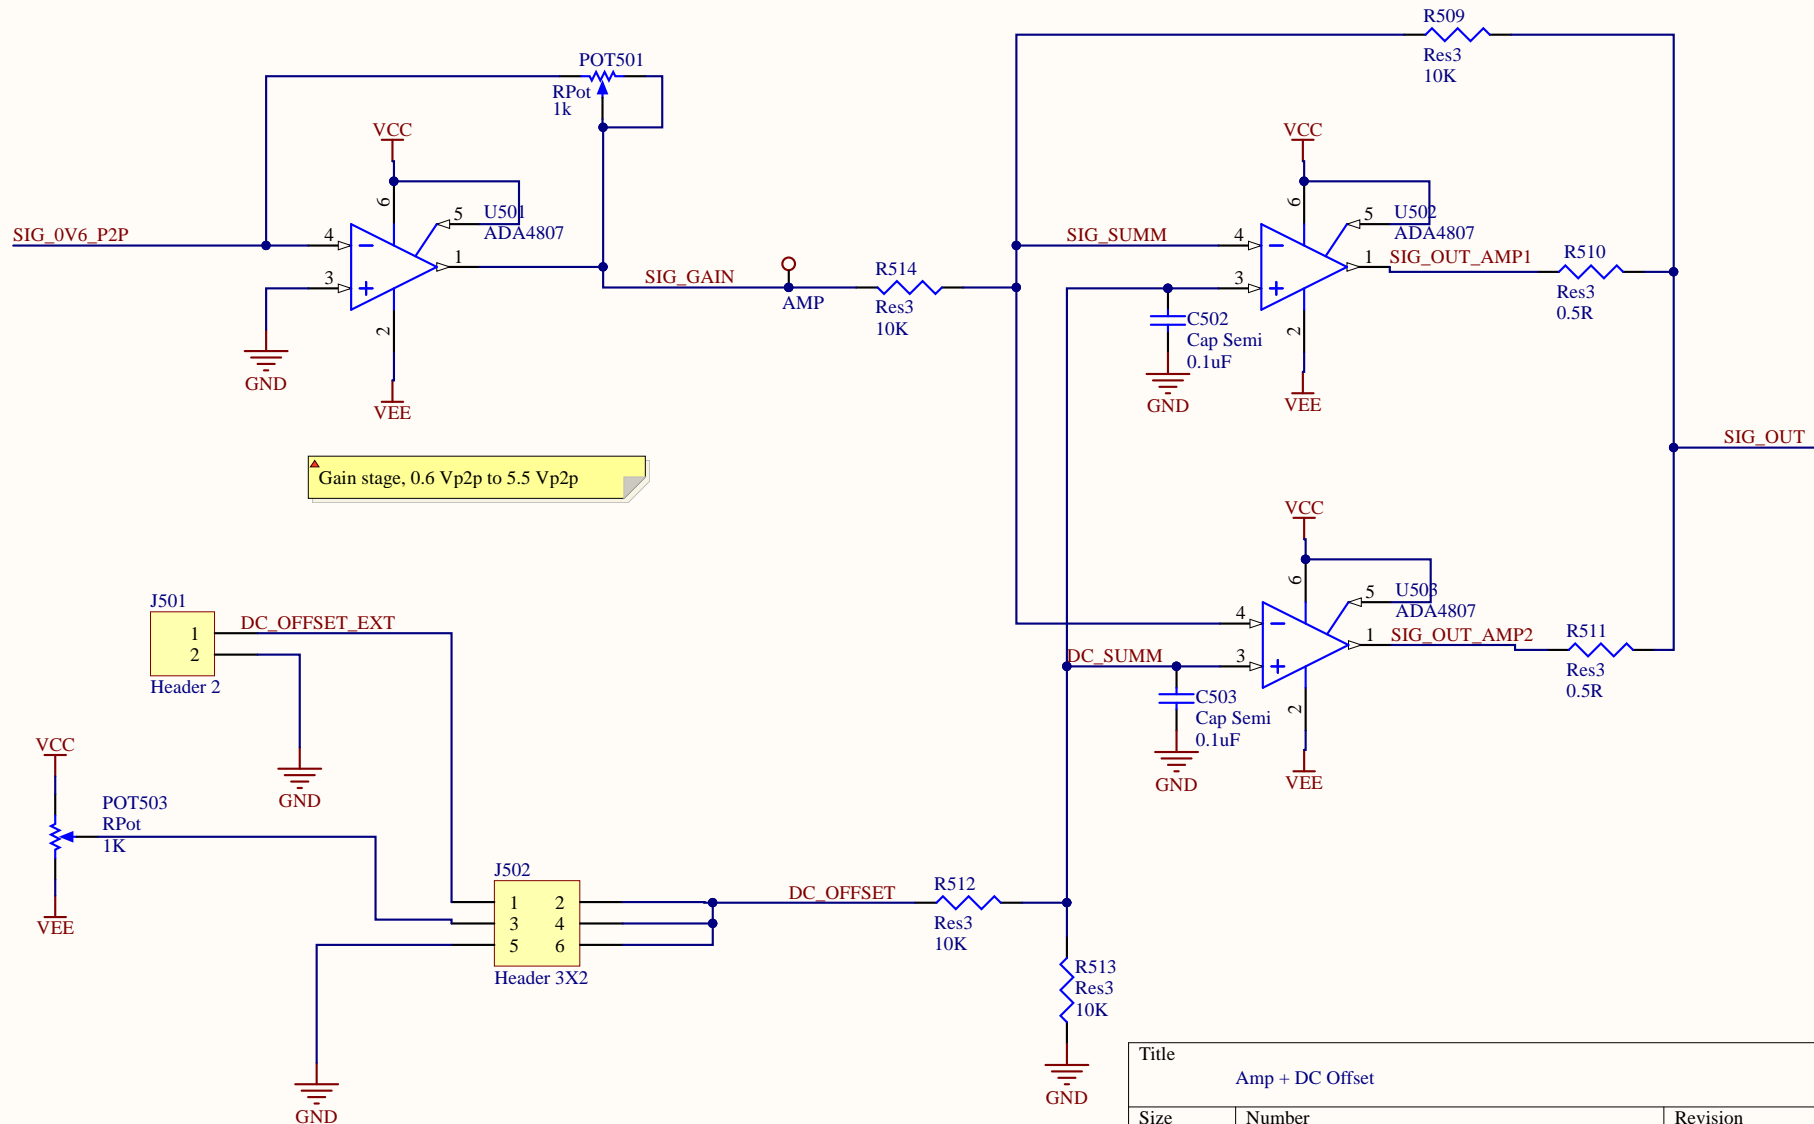 R509
Res3
10K
POT501
RPot
1k
VCC
6
5
U501
ADA4807
SIG_0V6_P2P
4
3
1
2
GND
VEE
SIG_GAIN
AMP
R514
Res3
10K
VCC
6
5
U502
ADA4807
SIG_SUMM
4
3
1
SIG_OUT_AMP1
2
R510
Res3
0.5R
C502
Cap Semi
0.1uF
GND
VEE
SIG_OUT
Gain stage, 0.6 Vp2p to 5.5 Vp2p
VCC
6
5
U503
ADA4807
4
3
1
SIG_OUT_AMP2
2
R511
Res3
0.5R
DC_SUMM
C503
Cap Semi
0.1uF
GND
VEE
J501
1
2
DC_OFFSET_EXT
Header 2
GND
VCC
POT503
RPot
1K
VEE
J502
1 2
3 4
5 6
Header 3X2
GND
DC_OFFSET
R512
Res3
10K
R513
Res3
10K
GND
Title
Amp + DC Offset
Size Number Revision